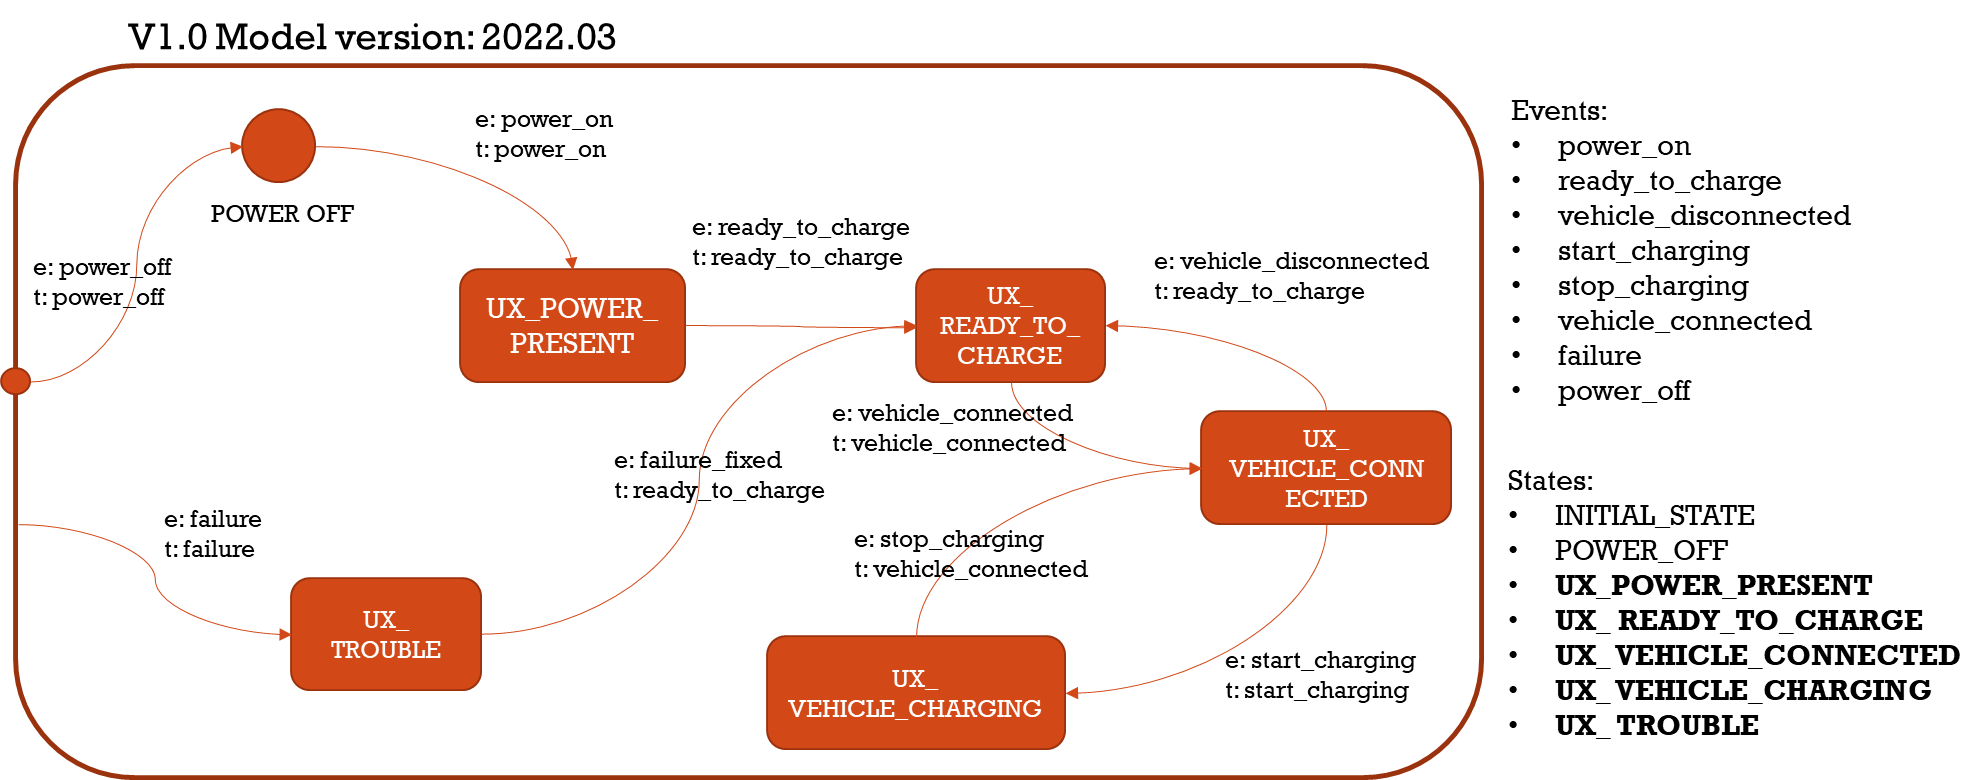 V1.0 Model version: 2022.03
e: power_on
t: power_on
POWER OFF
e: power_off
t: power_off
UX_POWER_
PRESENT
e: ready_to_charge
t: ready_to_charge
UX_
READY_TO_
CHARGE
e: vehicle_disconnected
t: ready_to_charge
e: vehicle_connected
t: vehicle_connected
UX_
VEHICLE_CONN
ECTED
e: failure_fixed
t: ready_to_charge
e: failure
t: failure
e: stop_charging
t: vehicle_connected
UX_
TROUBLE
UX_
VEHICLE_CHARGING
e: start_charging
t: start_charging
Events:
• power_on
• ready_to_charge
• vehicle_disconnected
• start_charging
• stop_charging
• vehicle_connected
• failure
• power_off
States:
• INITIAL_STATE
• POWER_OFF
• UX_POWER_PRESENT
• UX_ READY_TO_CHARGE
• UX_ VEHICLE_CONNECTED
• UX_ VEHICLE_CHARGING
• UX_ TROUBLE